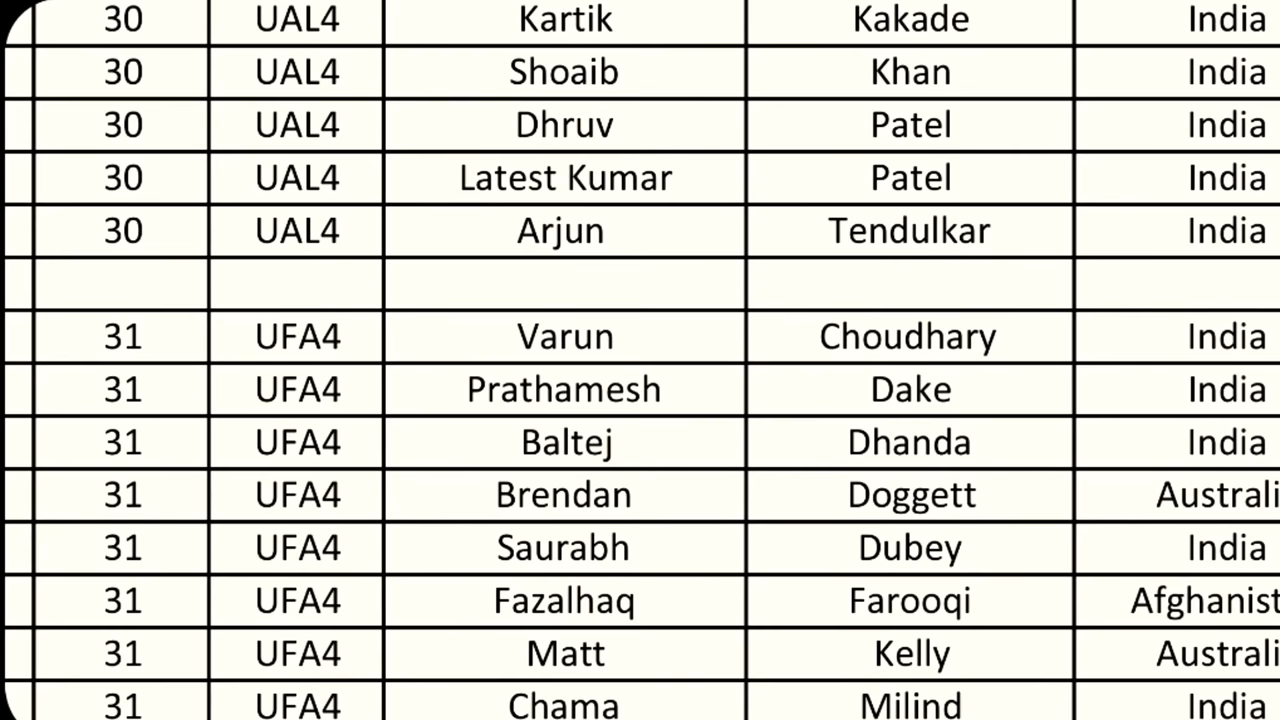 30 UAL4 Kartik Kakade India
30 UAL4 Shoaib Khan India
30 UAL4 Dhruv Patel India
30 UAL4 Latest Kumar Patel India
30 UAL4 Arjun Tendulkar India
31 UFA4 Varun Choudhary India
31 UFA4 Prathamesh Dake India
31 UFA4 Baltej Dhanda India
31 UFA4 Brendan Doggett Australi
31 UFA4 Saurabh Dubey India
31 UFA4 Fazalhaq Farooqi Afghanist
31 UFA4 Matt Kelly Australi
31 UFA4 Chama Milind India